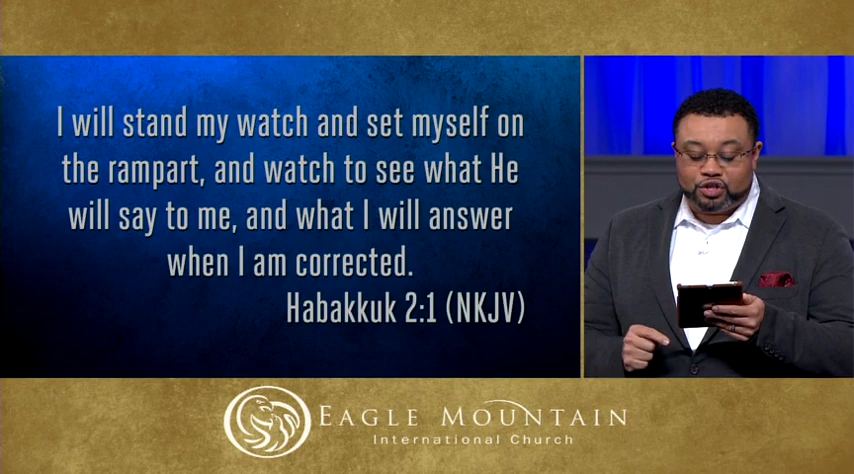 I will stand my watch and set myself on
the rampart, and watch to see what He
will say to me, and what I will answer
when I am corrected.
Habakkuk 2:1 (NKJV)
EAGLE MOUNTAIN
International Church